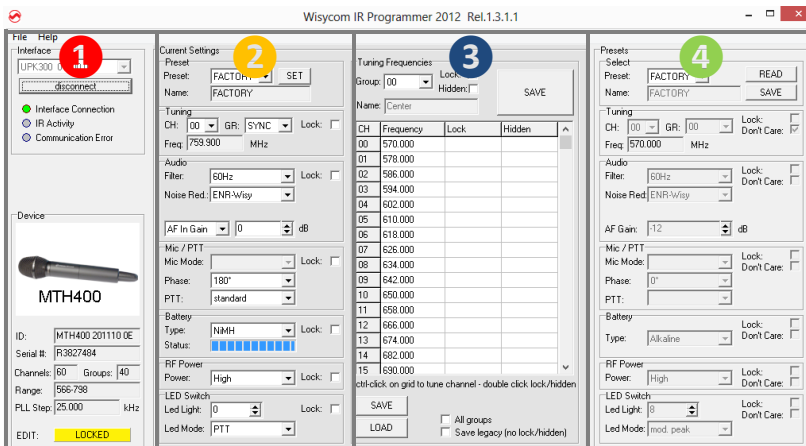 Wisycom IR Programmer 2012 Rel.1.3.1.1
File Help
Interface
1
UPK300
disconnect
Interface Connection
IR Activity
Communication Error
Device
MTH400
ID: MTH400 201110 0E
Serial #: R3827484
Channels: 60 Groups: 40
Range: 566-798
PLL Step: 25.000 kHz
EDIT: LOCKED
Current Settings
2
Preset
Preset: FACTORY SET
Name: FACTORY
Tuning
CH: 00 GR: SYNC Lock:
Freq: 759.900 MHz
Audio
Filter: 60Hz Lock:
Noise Red.: ENR-Wisy
AF In Gain 0 dB
Mic / PTT
Mic Mode: Lock:
Phase: 180°
PTT: standard
Battery
Type: NiMH Lock:
Status:
RF Power
Power: High Lock:
LED Switch
Led Light: 0 Lock:
Led Mode: PTT
3
Tuning Frequencies
Group: 00 Lock:
Hidden:
SAVE
Name: Center
CH Frequency Lock Hidden
00 570.000
01 578.000
02 586.000
03 594.000
04 602.000
05 610.000
06 618.000
07 626.000
08 634.000
09 642.000
10 650.000
11 658.000
12 666.000
13 674.000
14 682.000
15 690.000
ctrl-click on grid to tune channel - double click lock/hidden
SAVE
LOAD
All groups
Save legacy (no lock/hidden)
Presets
4
Select
Preset: FACTORY READ
Name: FACTORY SAVE
Tuning
CH: 00 GR: 00 Lock:
Don't Care:
Freq: 570.000 MHz
Audio
Filter: 60Hz Lock:
Don't Care:
Noise Red: ENR-Wisy
AF Gain: -12 dB
Mic / PTT
Mic Mode: Lock:
Don't Care:
Phase: 0°
PTT:
Battery
Type: Alkaline Lock:
Don't Care:
RF Power
Power: High Lock:
Don't Care:
LED Switch
Led Light: 8 Lock:
Don't Care:
Led Mode: mod. peak